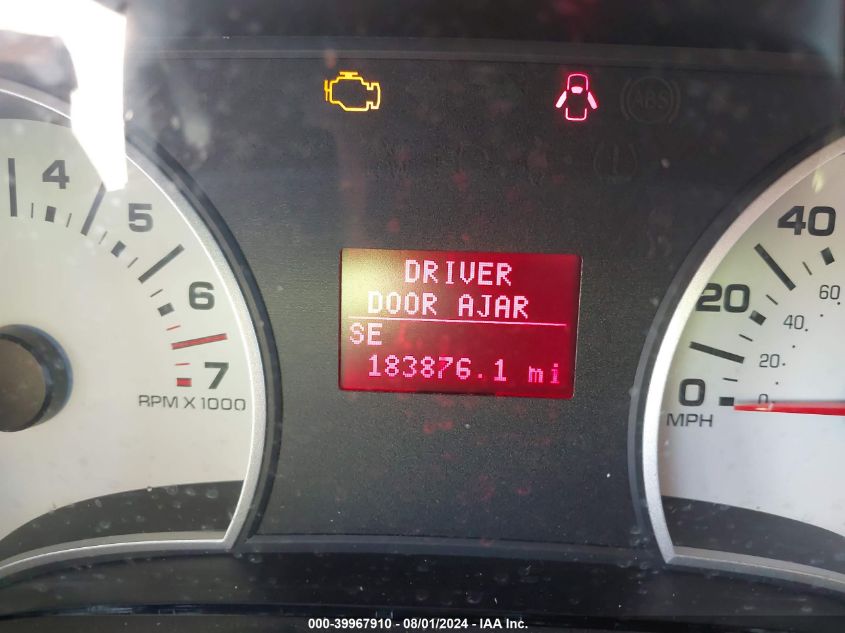 ABS
4
5
6
7
RPM X 1000
DRIVER
DOOR AJAR
SE
183876.1 mi
40
20
0
MPH
60
40
20
0
000-39967910 - 08/01/2024 - IAA Inc.